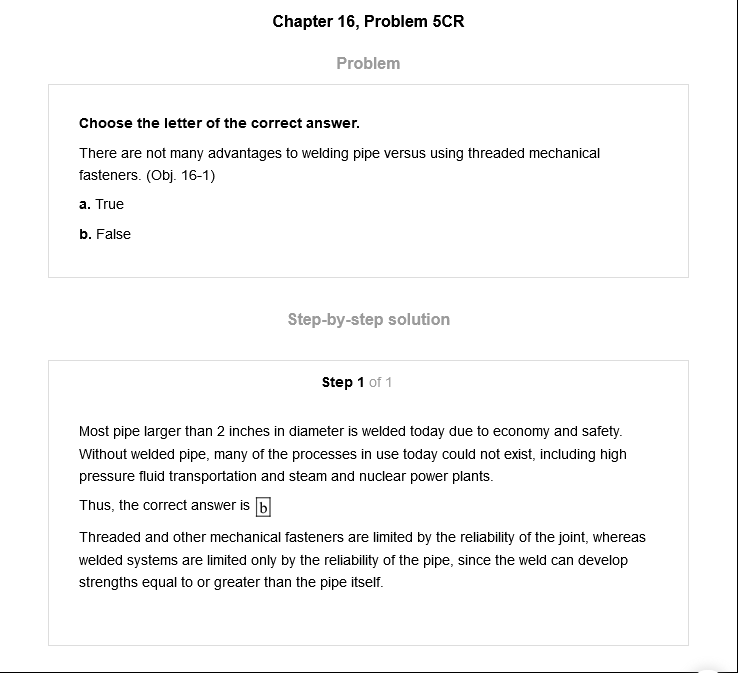 Chapter 16, Problem 5CR
Problem
Choose the letter of the correct answer.
There are not many advantages to welding pipe versus using threaded mechanical
fasteners. (Obj. 16-1)
a. True
b. False
Step-by-step solution
Step 1 of 1
Most pipe larger than 2 inches in diameter is welded today due to economy and safety.
Without welded pipe, many of the processes in use today could not exist, including high
pressure fluid transportation and steam and nuclear power plants.
Thus, the correct answer is b
Threaded and other mechanical fasteners are limited by the reliability of the joint, whereas
welded systems are limited only by the reliability of the pipe, since the weld can develop
strengths equal to or greater than the pipe itself.